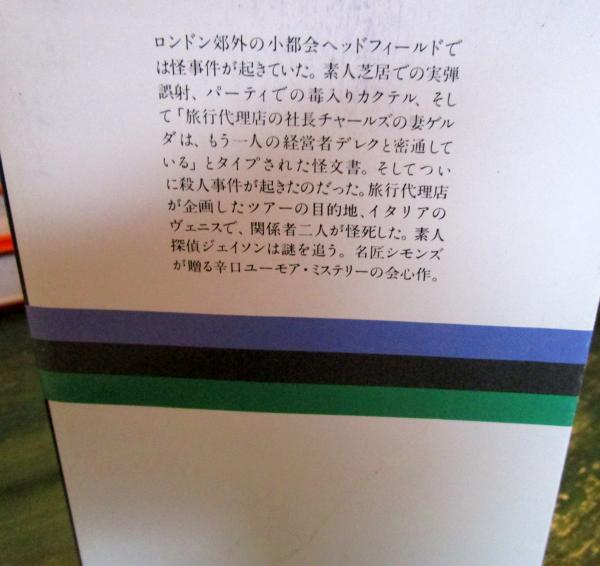 ロンドン郊外の小都会ヘッドフィールドで
は怪事件が起きていた。素人芝居での実弾
誤射、パーティでの毒入りカクテル、そし
て「旅行代理店の社長チャールズの妻ゲル
ダは、もう一人の経営者デレクと密通して
いる」とタイプされた怪文書。そしてつい
に殺人事件が起きたのだった。旅行代理店
が企画したツアーの目的地、イタリアの
ヴェニスで、関係者二人が怪死した。素人
探偵ジェイソンは謎を追う。名匠シモンズ
が贈る辛口ユーモア・ミステリーの会心作。